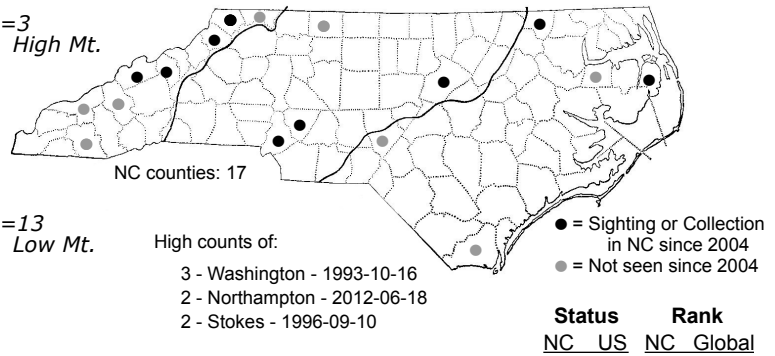 =3
High Mt.
NC counties: 17
=13
Low Mt.
High counts of:
3 - Washington - 1993-10-16
2 - Northampton - 2012-06-18
2 - Stokes - 1996-09-10
= Sighting or Collection
in NC since 2004
= Not seen since 2004
Status Rank
NC US NC Global